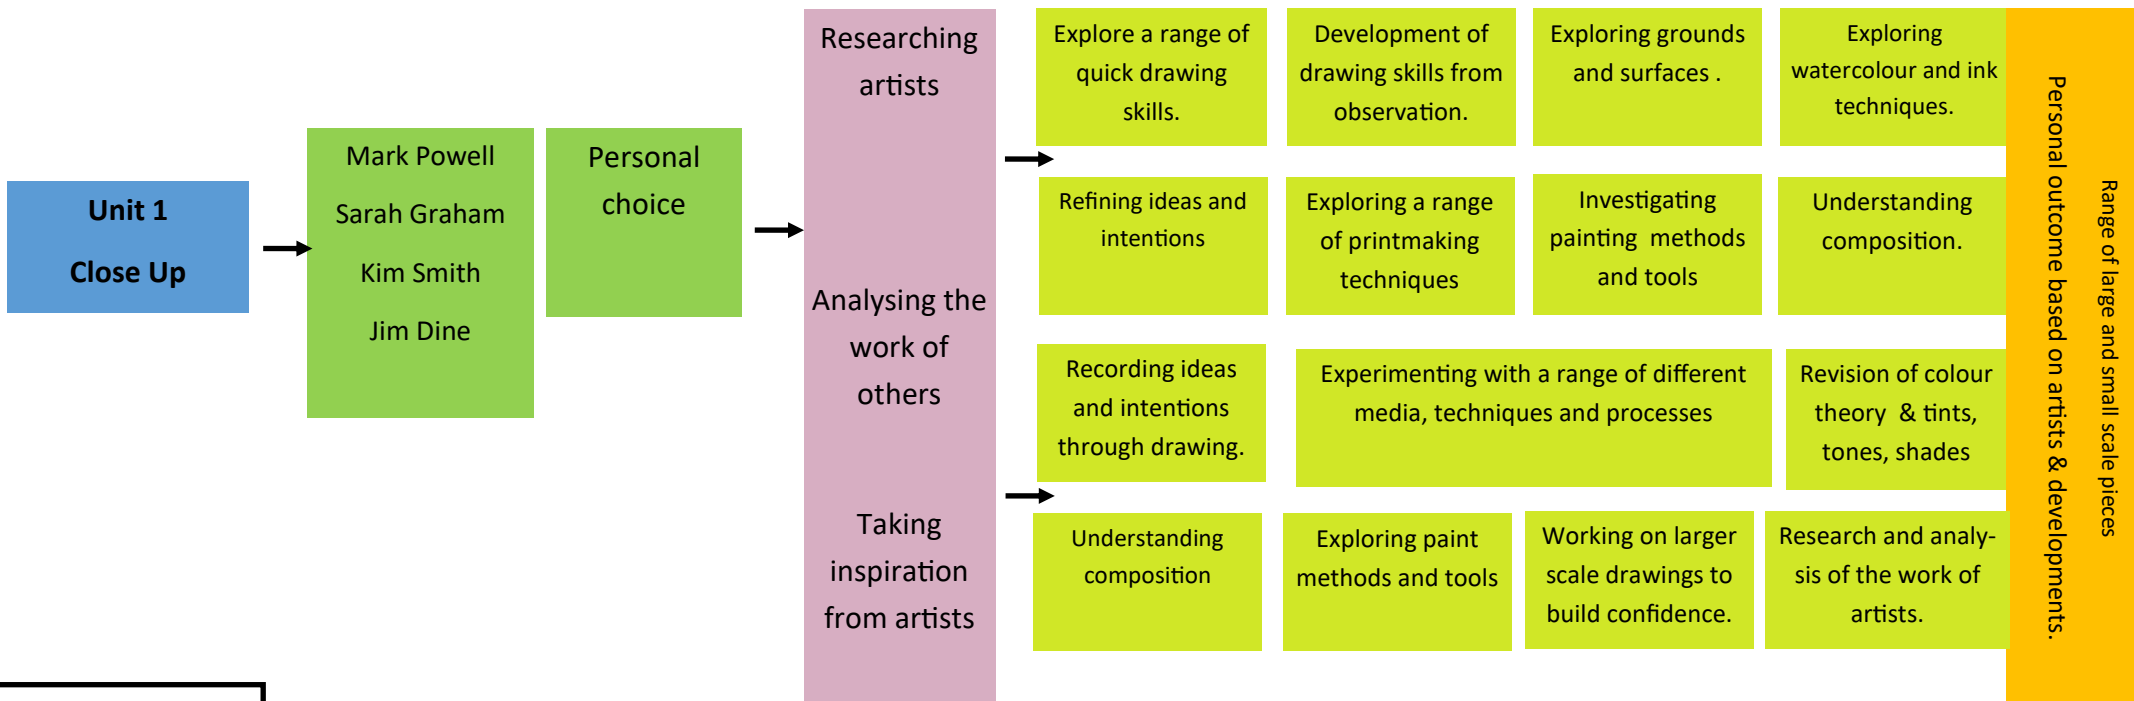 Unit 1
Close Up
Mark Powell
Sarah Graham
Kim Smith
Jim Dine
Personal
choice
Researching
artists
Analysing the
work of
others
Taking
inspiration
from artists
Explore a range of
quick drawing
skills.
Development of
drawing skills from
observation.
Exploring grounds
and surfaces .
Exploring
watercolour and ink
techniques.
Refining ideas and
intentions
Exploring a range
of printmaking
techniques
Investigating
painting  methods
and tools
Understanding
composition.
Recording ideas
and intentions
through drawing.
Experimenting with a range of different
media, techniques and processes
Revision of colour
theory  & tints,
tones, shades
Understanding
composition
Exploring paint
methods and tools
Working on larger
scale drawings to
build confidence.
Research and analy-
sis of the work of
artists.
Range of large and small scale pieces
Personal outcome based on artists & developments.